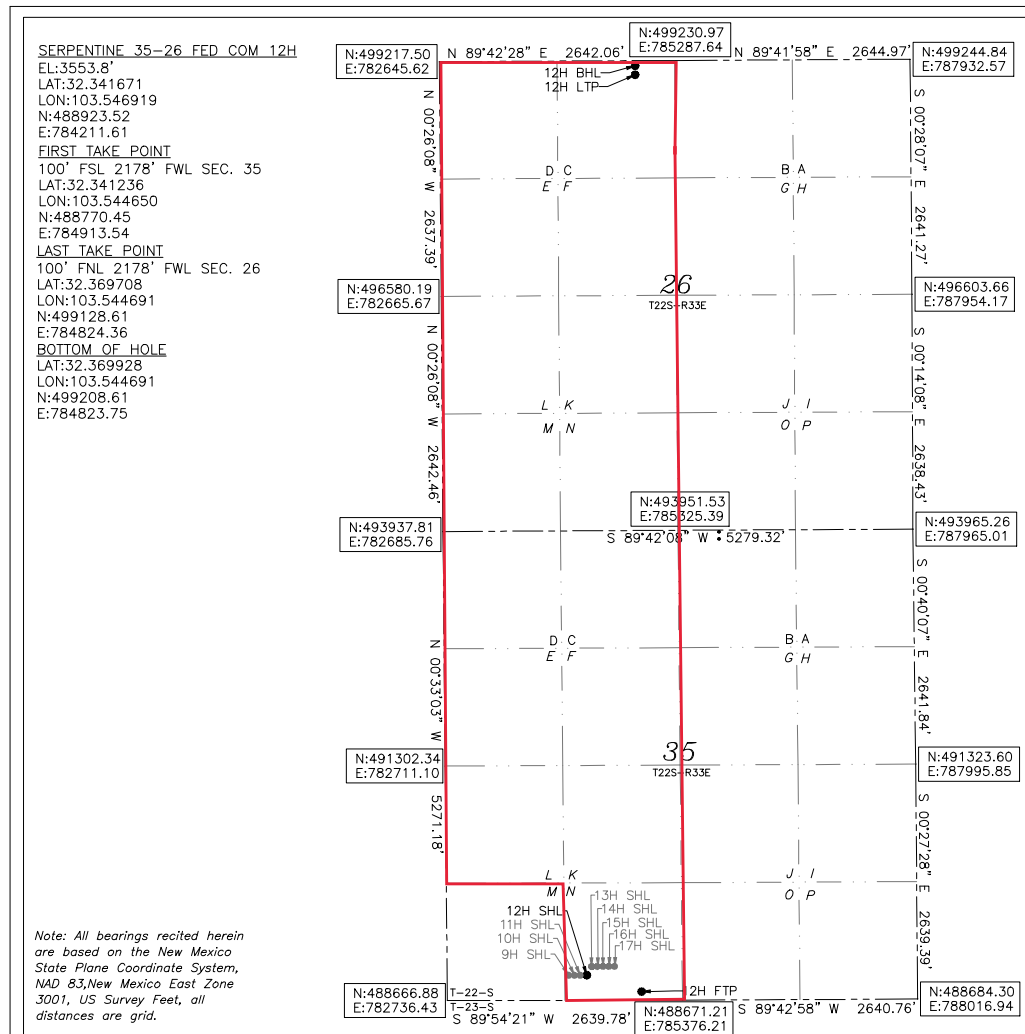 SERPENTINE 35-26 FED COM 12H
EL:3553.8'
LAT:32.341671
LON:103.546919
N:488923.52
E:784211.61
FIRST TAKE POINT
100' FSL 2178' FWL SEC. 35
LAT:32.341236
LON:103.544650
N:488770.45
E:784913.54
LAST TAKE POINT
100' FNL 2178' FWL SEC. 26
LAT:32.369708
LON:103.544691
N:499128.61
E:784824.36
BOTTOM OF HOLE
LAT:32.369928
LON:103.544691
N:499208.61
E:784823.75
N:499217.50
E:782645.62
N 89°42'28" E 2642.06'
N:499230.97
E:785287.64
N 89°41'58" E 2644.97'
N:499244.84
E:787932.57
12H BHL
12H LTP
N 00°26'08" W 2637.39'
S 00°28'07" E 2641.27'
D C
E F
B A
G H
N:496580.19
E:782665.67
26
T22S-R33E
N:496603.66
E:787954.17
N 00°26'08" W 2642.46'
S 00°14'08" E 2638.43'
L K
M N
J I
O P
N:493937.81
E:782685.76
N:493951.53
E:785325.39
S 89°42'08" W : 5279.32'
N:493965.26
E:787965.01
N 00°33'03" W 5271.18'
S 00°40'07" E 2641.84'
D C
E F
B A
G H
N:491302.34
E:782711.10
35
T22S-R33E
N:491323.60
E:787995.85
S 00°27'28" E 2639.39'
L K
M N
J I
O P
13H SHL
12H SHL
14H SHL
11H SHL
15H SHL
10H SHL
16H SHL
9H SHL
17H SHL
12H FTP
N:488666.88
E:782736.43
T-22-S
T-23-S
S 89°54'21" W 2639.78'
N:488671.21
E:785376.21
S 89°42'58" W 2640.76'
N:488684.30
E:788016.94
Note: All bearings recited herein
are based on the New Mexico
State Plane Coordinate System,
NAD 83,New Mexico East Zone
3001, US Survey Feet, all
distances are grid.